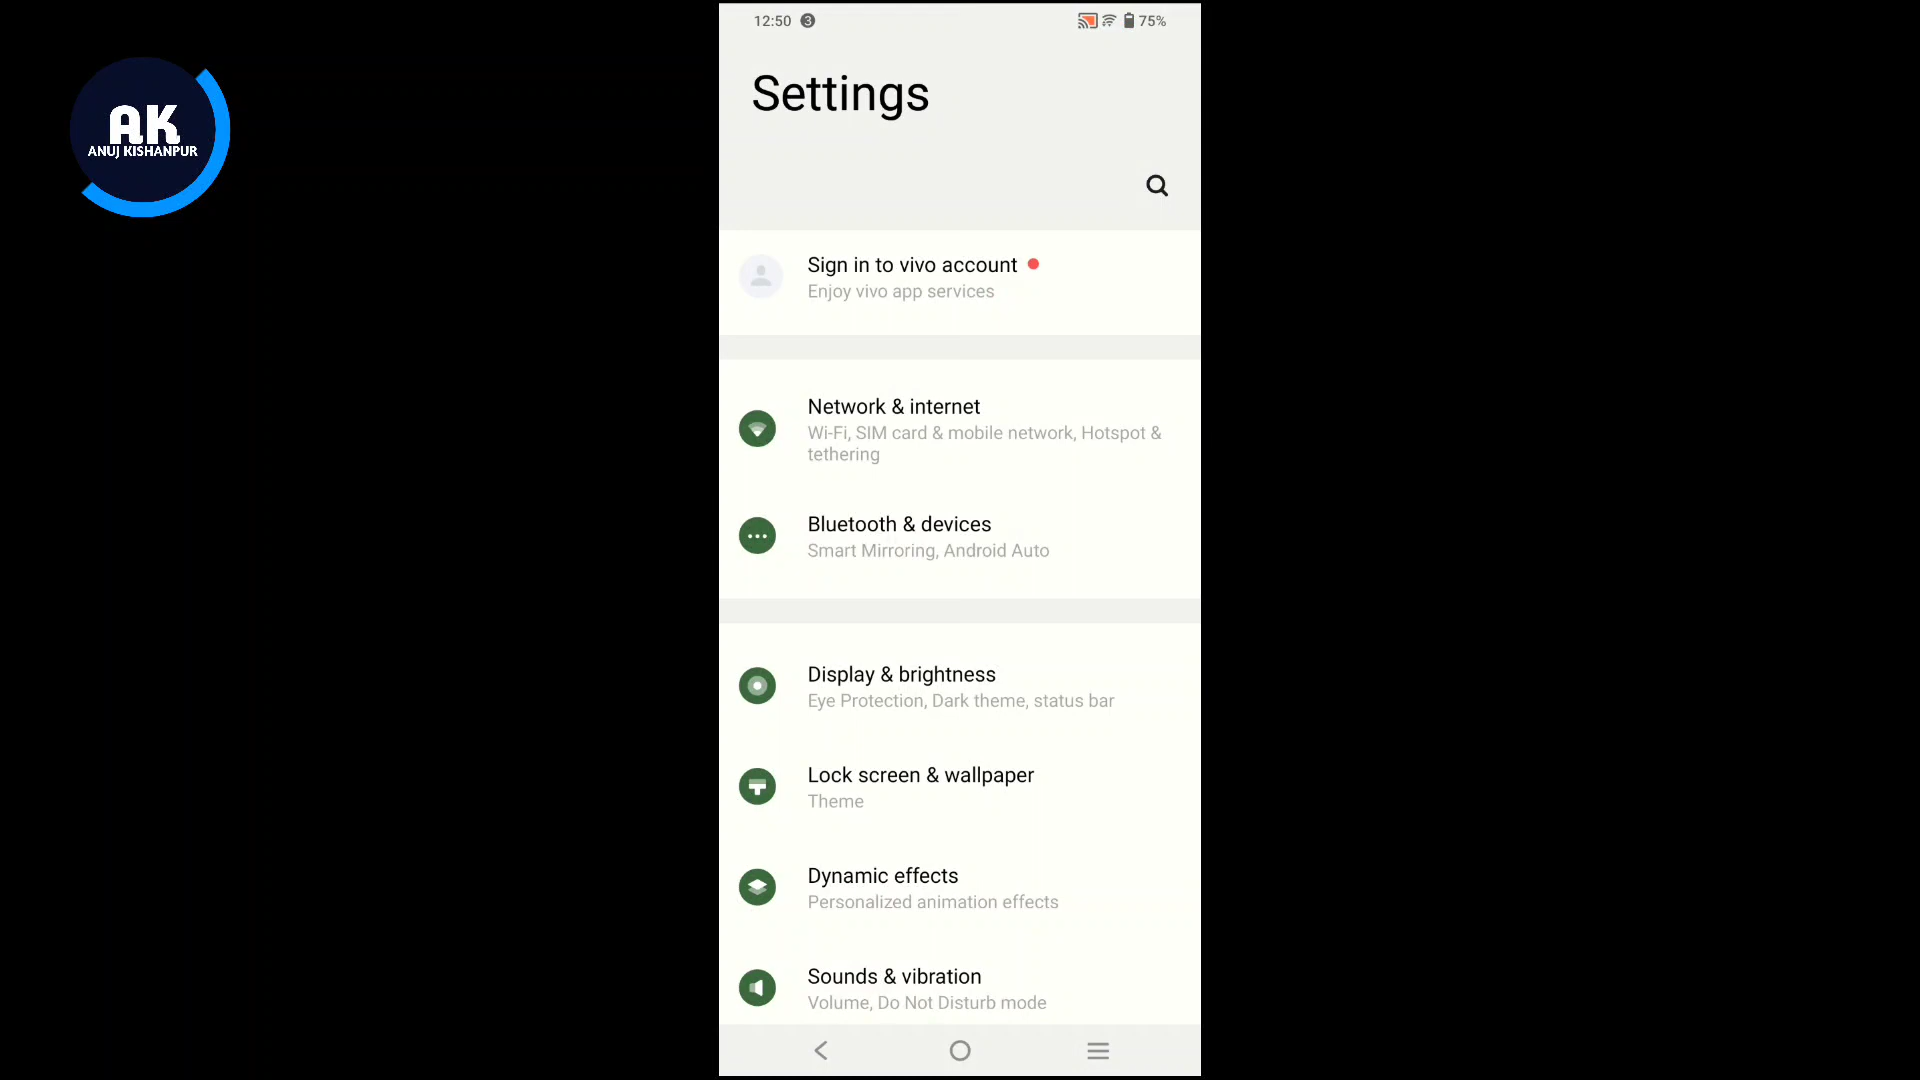 AK
ANUJ KISHANPUR
12:50 3 75%
Settings
Sign in to vivo account
Enjoy vivo app services
Network & internet
Wi-Fi, SIM card & mobile network, Hotspot &
tethering
Bluetooth & devices
Smart Mirroring, Android Auto
Display & brightness
Eye Protection, Dark theme, status bar
Lock screen & wallpaper
Theme
Dynamic effects
Personalized animation effects
Sounds & vibration
Volume, Do Not Disturb mode